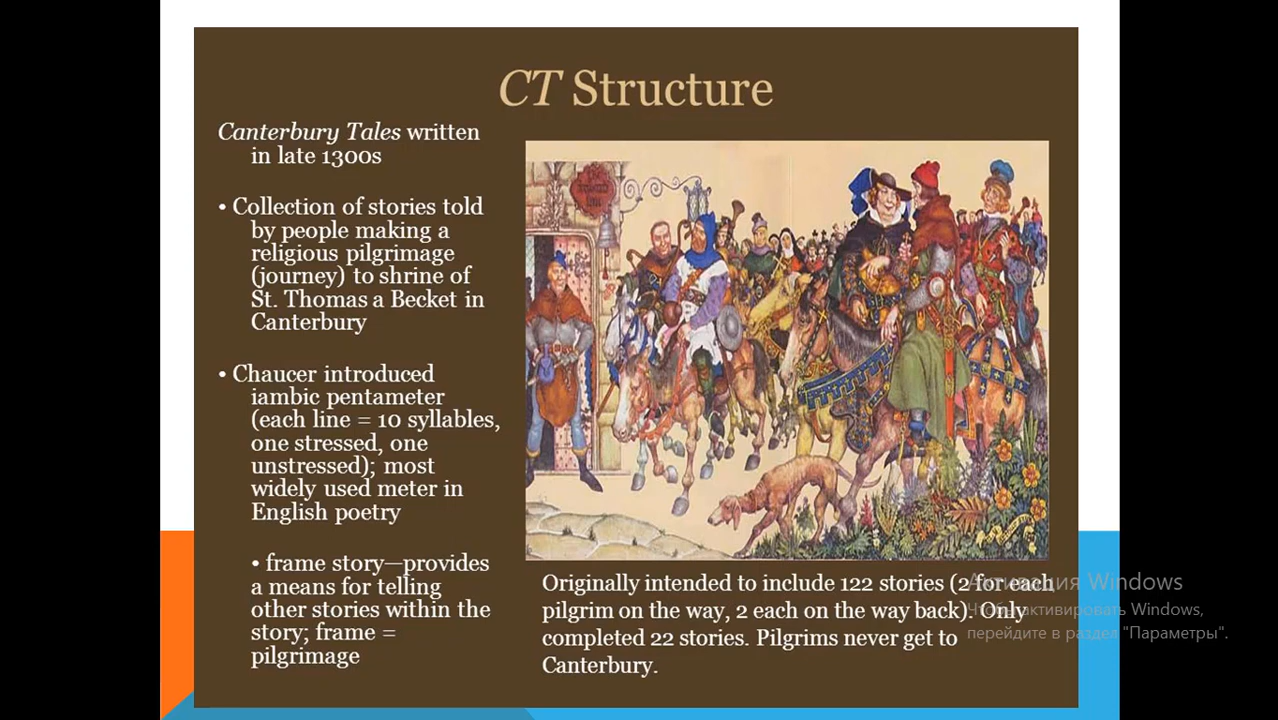 CT Structure
Canterbury Tales written
in late 1300s
• Collection of stories told
by people making a
religious pilgrimage
(journey) to shrine of
St. Thomas a Becket in
Canterbury
• Chaucer introduced
iambic pentameter
(each line = 10 syllables,
one stressed, one
unstressed); most
widely used meter in
English poetry
• frame story—provides
a means for telling
other stories within the
story; frame =
pilgrimage
Originally intended to include 122 stories (2 for each
pilgrim on the way, 2 each on the way back). Only
completed 22 stories. Pilgrims never get to
Canterbury.
Активация Windows
Чтобы активировать Windows,
перейдите в раздел "Параметры".